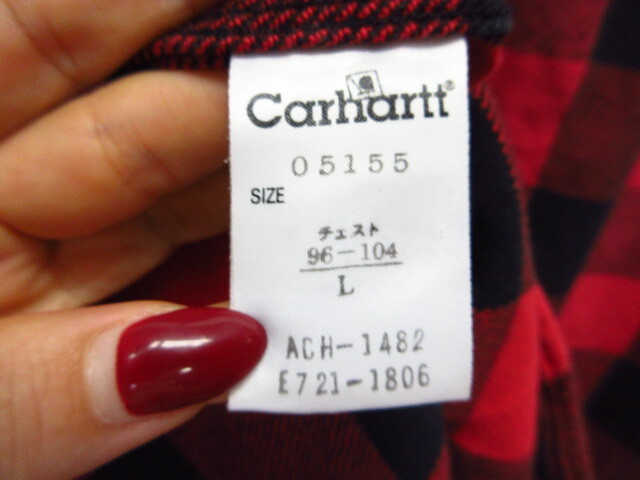 Carhartt®
05155
SIZE
チェスト
96-104
L
ACH-1482
E721-1806